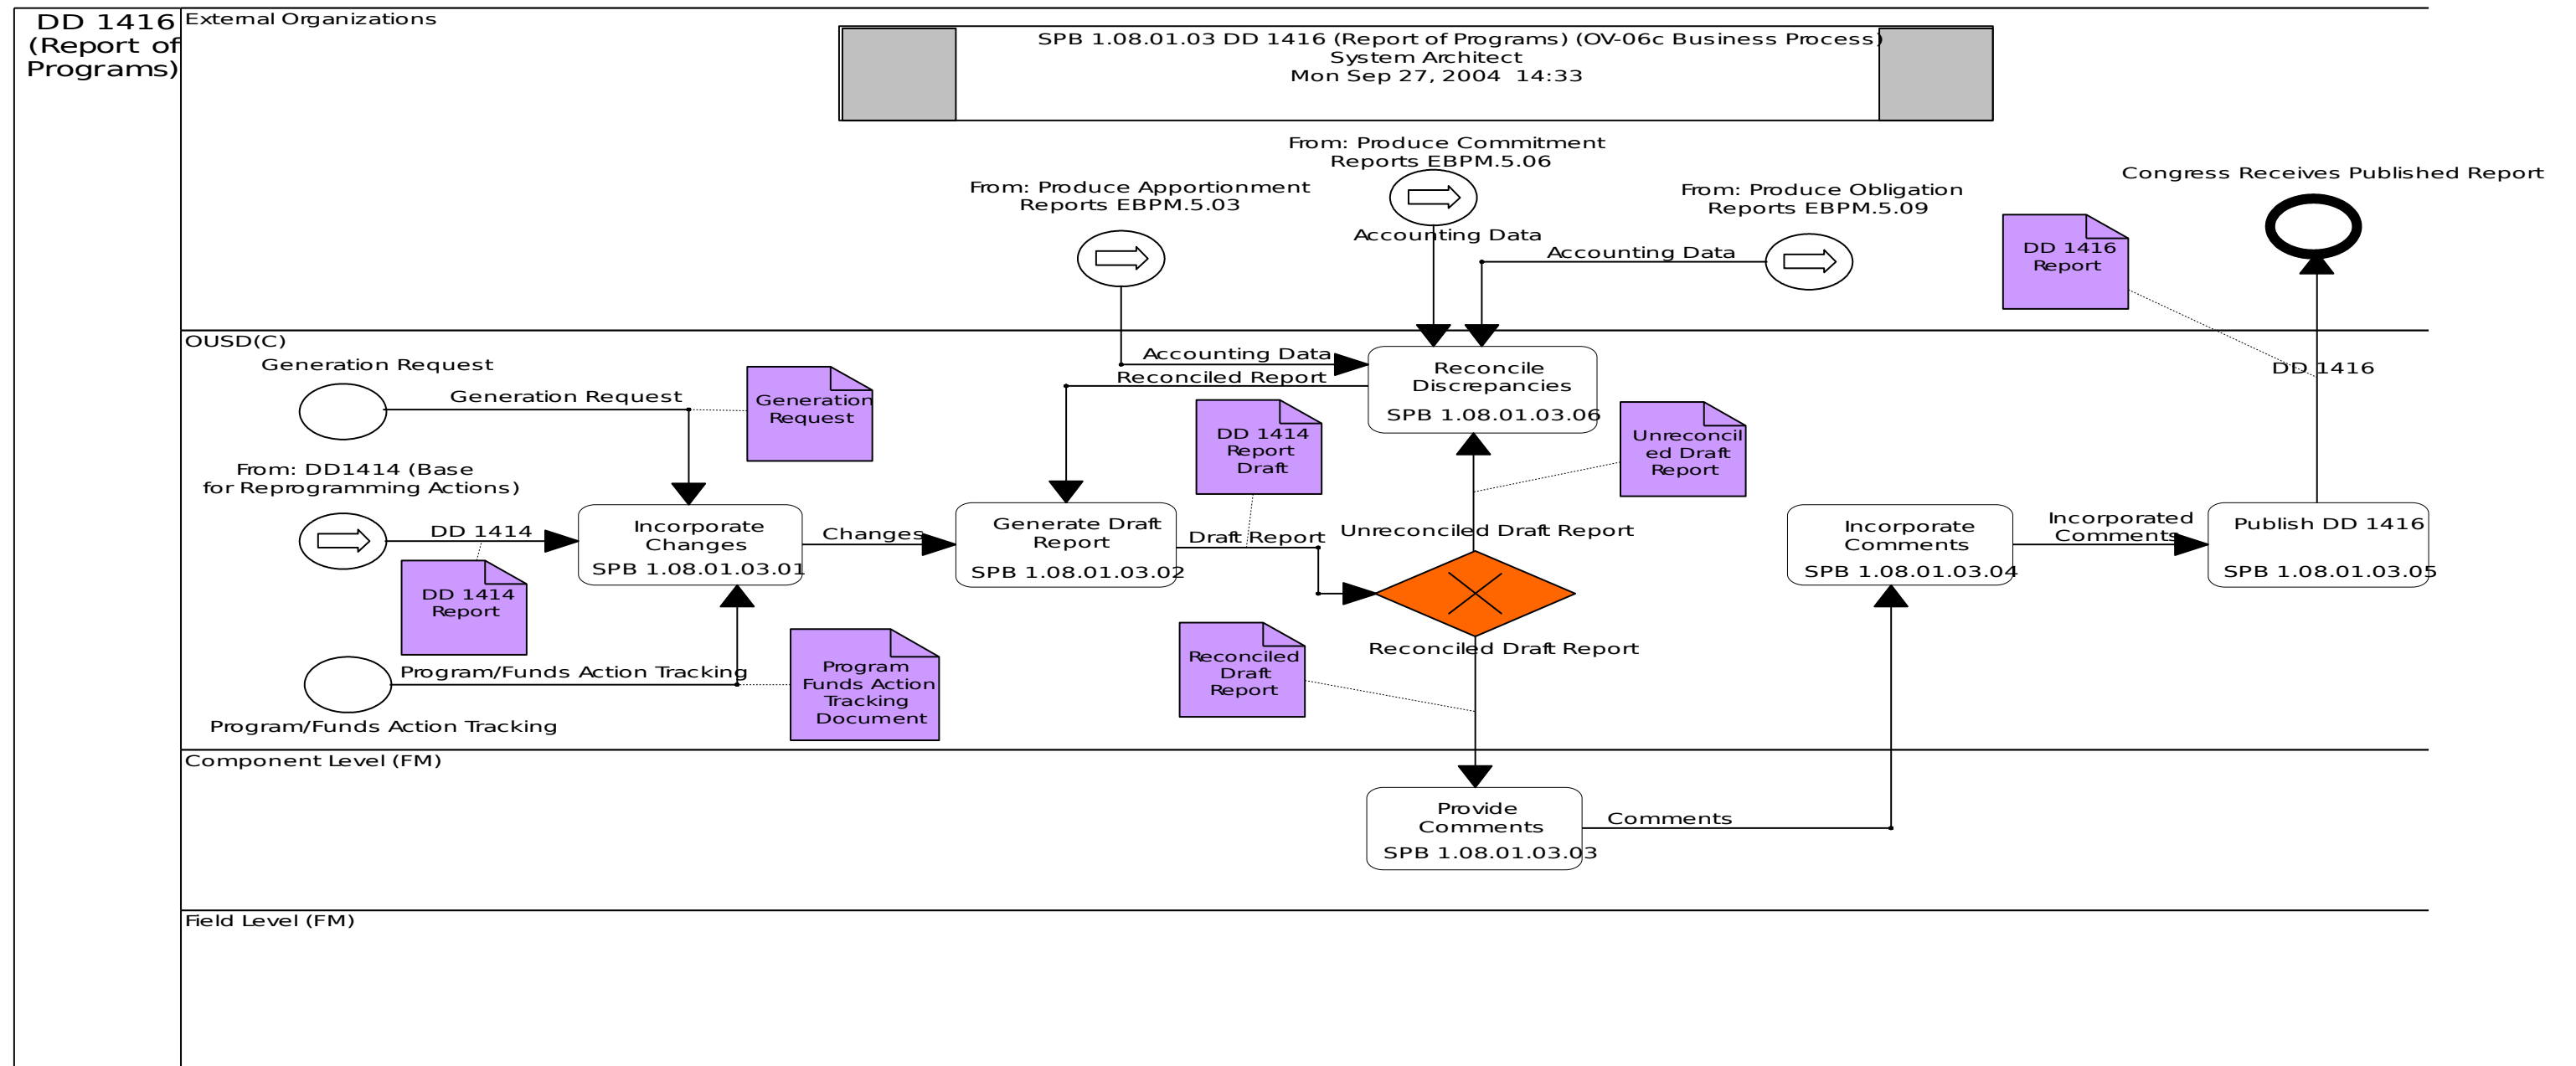 DD 1416
(Report of
Programs)
External Organizations
SPB 1.08.01.03 DD 1416 (Report of Programs) (OV-06c Business Process)
System Architect
Mon Sep 27, 2004  14:33
From: Produce Commitment
Reports EBPM.5.06
From: Produce Apportionment
Reports EBPM.5.03
From: Produce Obligation
Reports EBPM.5.09
Congress Receives Published Report
Accounting Data
Accounting Data
DD 1416
Report
OUSD(C)
Generation Request
Generation Request
Generation
Request
Accounting Data
Reconciled Report
Reconcile
Discrepancies
SPB 1.08.01.03.06
DD 1416
From: DD1414 (Base
for Reprogramming Actions)
DD 1414
DD 1414
Report
Incorporate
Changes
SPB 1.08.01.03.01
Changes
Generate Draft
Report
SPB 1.08.01.03.02
DD 1414
Report
Draft
Draft Report
Unreconcil
ed Draft
Report
Unreconciled Draft Report
Incorporate
Comments
SPB 1.08.01.03.04
Incorporated
Comments
Publish DD 1416
SPB 1.08.01.03.05
Program/Funds Action Tracking
Program/Funds Action Tracking
Program
Funds Action
Tracking
Document
Reconciled
Draft
Report
Reconciled Draft Report
Component Level (FM)
Provide
Comments
SPB 1.08.01.03.03
Comments
Field Level (FM)